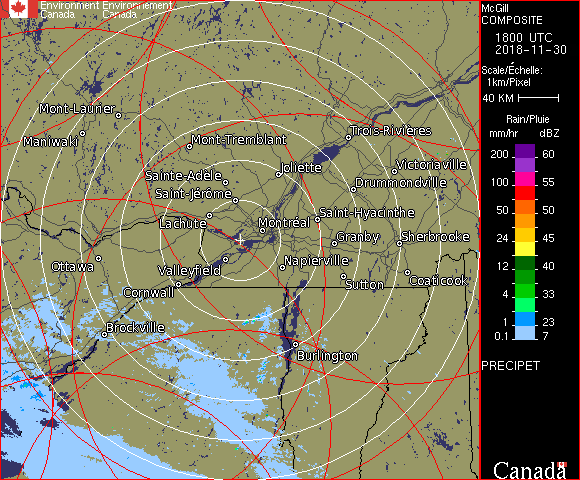 Environment Environnement
Canada Canada
McGill
COMPOSITE
1800 UTC
2018-11-30
Scale/Échelle:
1km/Pixel
40 KM
Rain/Pluie
mm/hr dBZ
200 60
100 55
50 50
24 45
12 40
4 33
1 23
0.1 7
PRECIPET
Canada
Mont-Laurier
Maniwaki
Mont-Tremblant
Trois-Rivières
Sainte-Adèle
Joliette
Victoriaville
Saint-Jérôme
Drummondville
Lachute
Montréal
Saint-Hyacinthe
Granby
Sherbrooke
Ottawa
Valleyfield
Napierville
Cornwall
Sutton
Coaticook
Brockville
Burlington